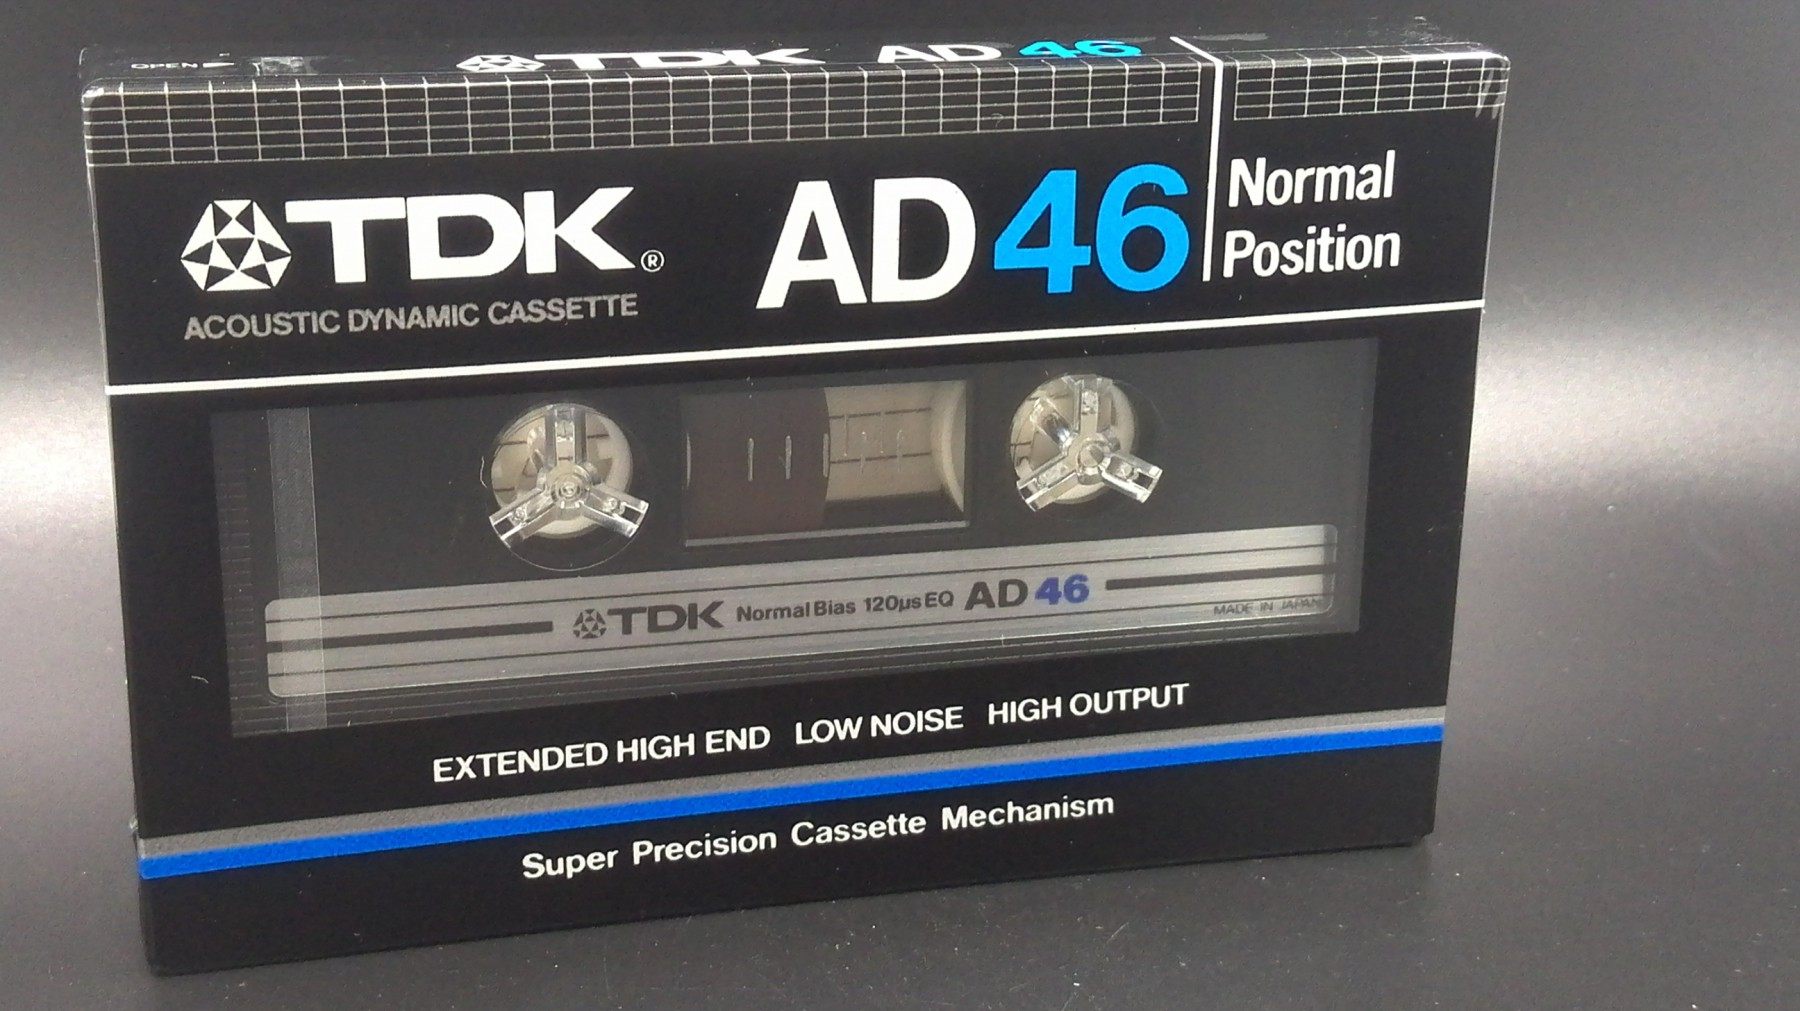 OPEN
TDK AD 46
TDK® AD 46 Normal Position
ACOUSTIC DYNAMIC CASSETTE
TDK Normal Bias 120µs EQ AD 46
MADE IN JAPAN
EXTENDED HIGH END LOW NOISE HIGH OUTPUT
Super Precision Cassette Mechanism